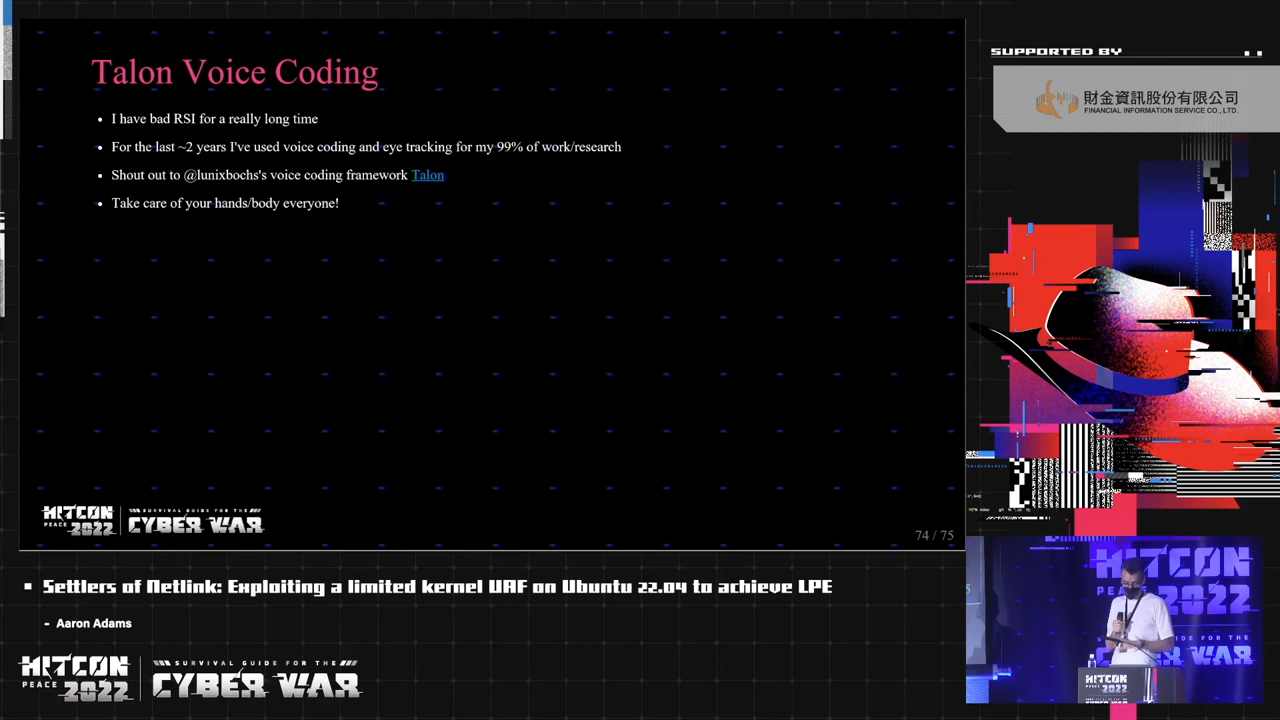 Talon Voice Coding
• I have bad RSI for a really long time
• For the last ~2 years I've used voice coding and eye tracking for my 99% of work/research
• Shout out to @lunixbochs's voice coding framework Talon
• Take care of your hands/body everyone!
HITCON
PEACE 2022
SURVIVAL GUIDE FOR THE
CYBER WAR
74 / 75
SUPPORTED BY
財金資訊股份有限公司
FINANCIAL INFORMATION SERVICE CO., LTD.
Settlers of Netlink: Exploiting a limited kernel UAF on Ubuntu 22.04 to achieve LPE
- Aaron Adams
HITCON
PEACE 2022
SURVIVAL GUIDE FOR THE
CYBER WAR
HITCON
PEACE 2022
CYBER WAR
HITCON
2022